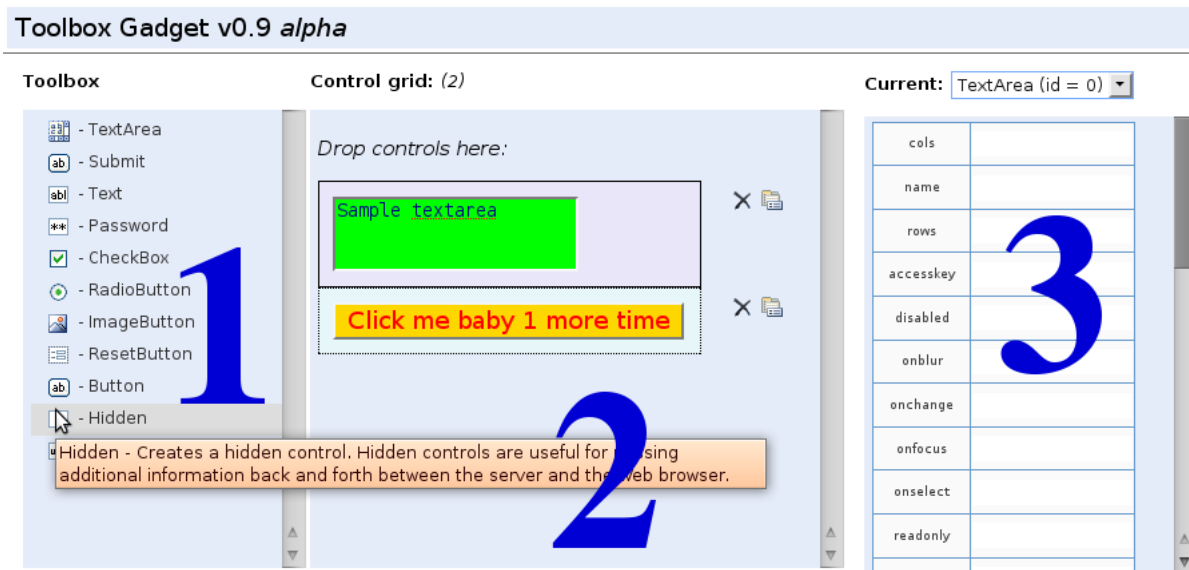 Toolbox Gadget v0.9 alpha
Toolbox
- TextArea
- Submit
- Text
- Password
- CheckBox
- RadioButton
- ImageButton
- ResetButton
- Button
- Hidden
Hidden - Creates a hidden control. Hidden controls are useful for
additional information back and forth between the server and the web browser.
1
Control grid: (2)
Drop controls here:
Sample textarea
Click me baby 1 more time
2
Current: TextArea (id = 0)
cols
name
rows
accesskey
disabled
onblur
onchange
onfocus
onselect
readonly
3